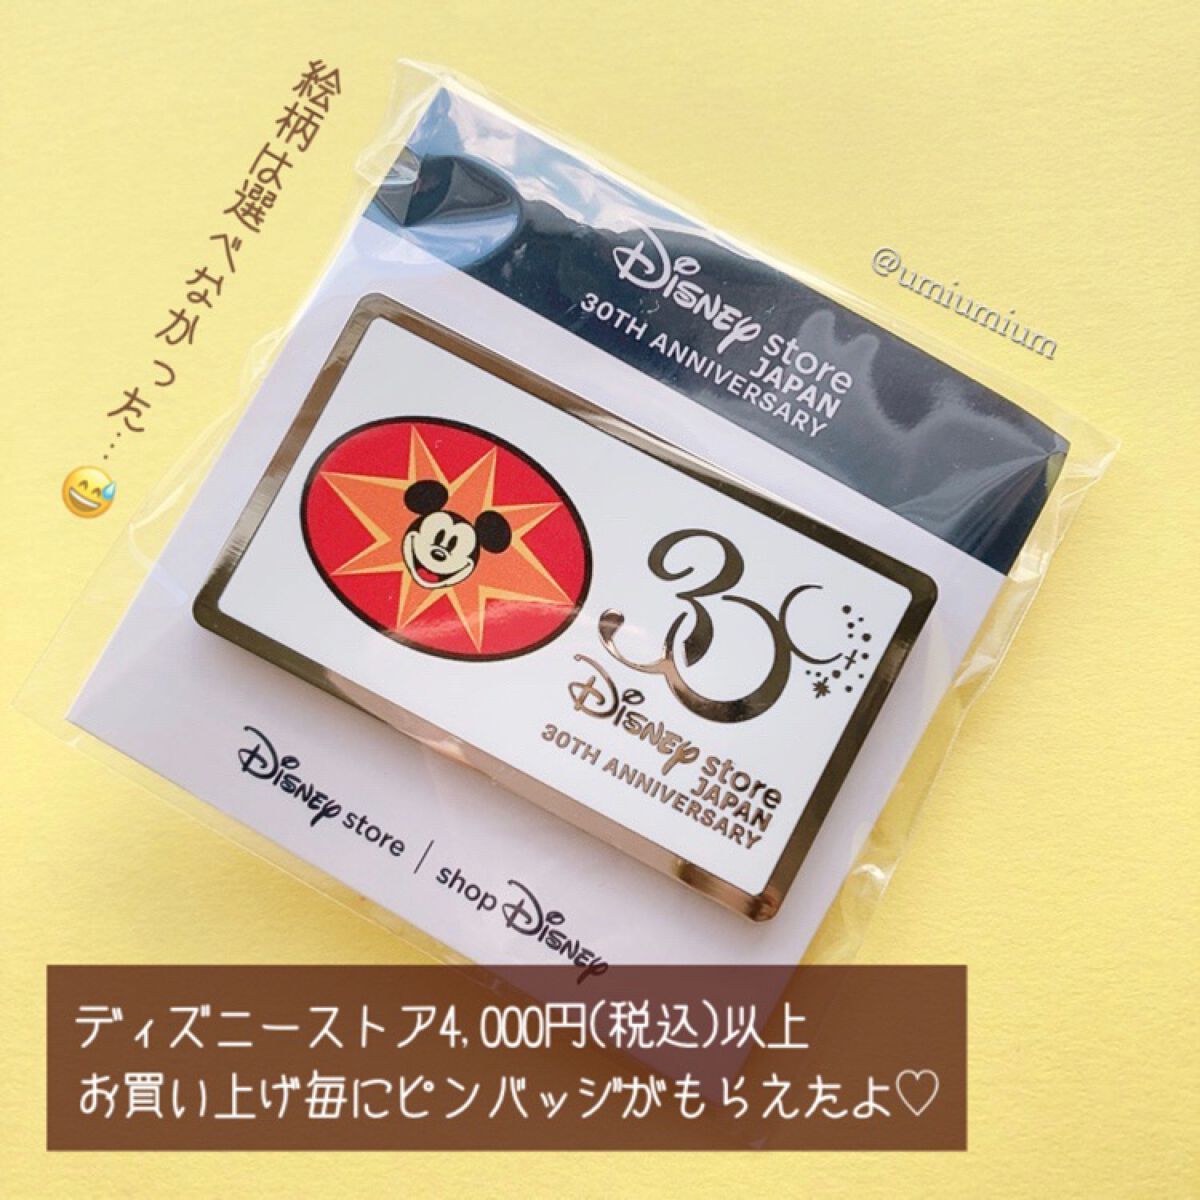 絵柄は選べなかった…😅
@umiumium
Disney store
JAPAN
30TH ANNIVERSARY
30
Disney store
JAPAN
30TH ANNIVERSARY
Disney store | shop Disney
ディズニーストア4,000円(税込)以上
お買い上げ毎にピンバッジがもらえたよ♡